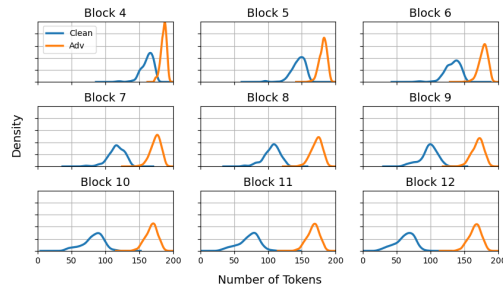 Block 4
Block 5
Block 6
Clean
Adv
Block 7
Block 8
Block 9
Density
Block 10
Block 11
Block 12
0 50 100 150 200
0 50 100 150 200
0 50 100 150 200
Number of Tokens